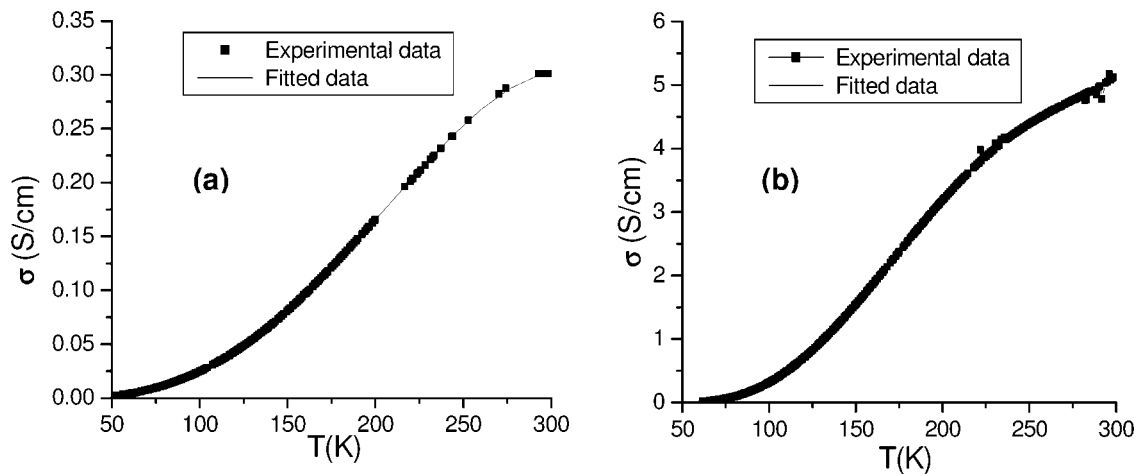 0.35
0.30
0.25
0.20
0.15
0.10
0.05
0.00
σ (S/cm)
Experimental data
Fitted data
(a)
50 100 150 200 250 300
T(K)
6
5
4
3
2
1
0
σ (S/cm)
Experimental data
Fitted data
(b)
50 100 150 200 250 300
T(K)